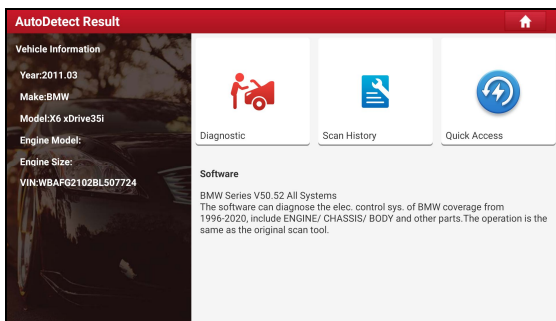 AutoDetect Result
Vehicle Information
Year:2011.03
Make:BMW
Model:X6 xDrive35i
Engine Model:
Engine Size:
VIN:WBAFG2102BL507724
Diagnostic
Scan History
Quick Access
Software
BMW Series V50.52 All Systems
The software can diagnose the elec. control sys. of BMW coverage from
1996-2020, include ENGINE/ CHASSIS/ BODY and other parts.The operation is the
same as the original scan tool.